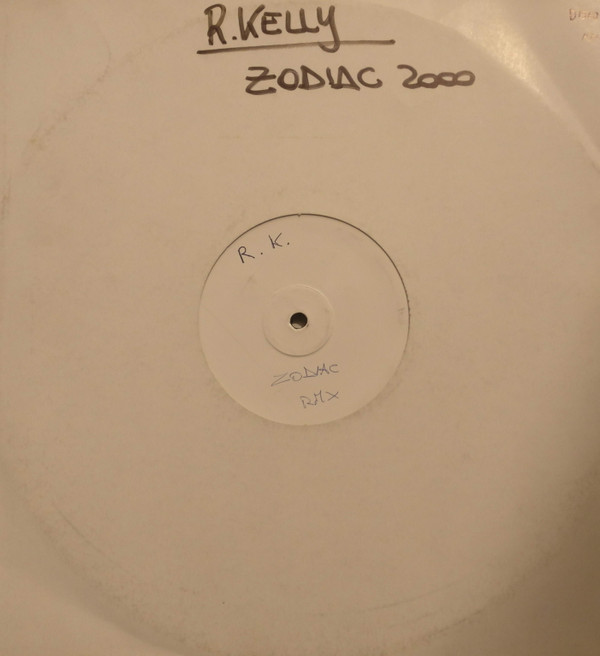 R.KELLY
ZODIAC 2000
R. K.
ZODIAC
RMX